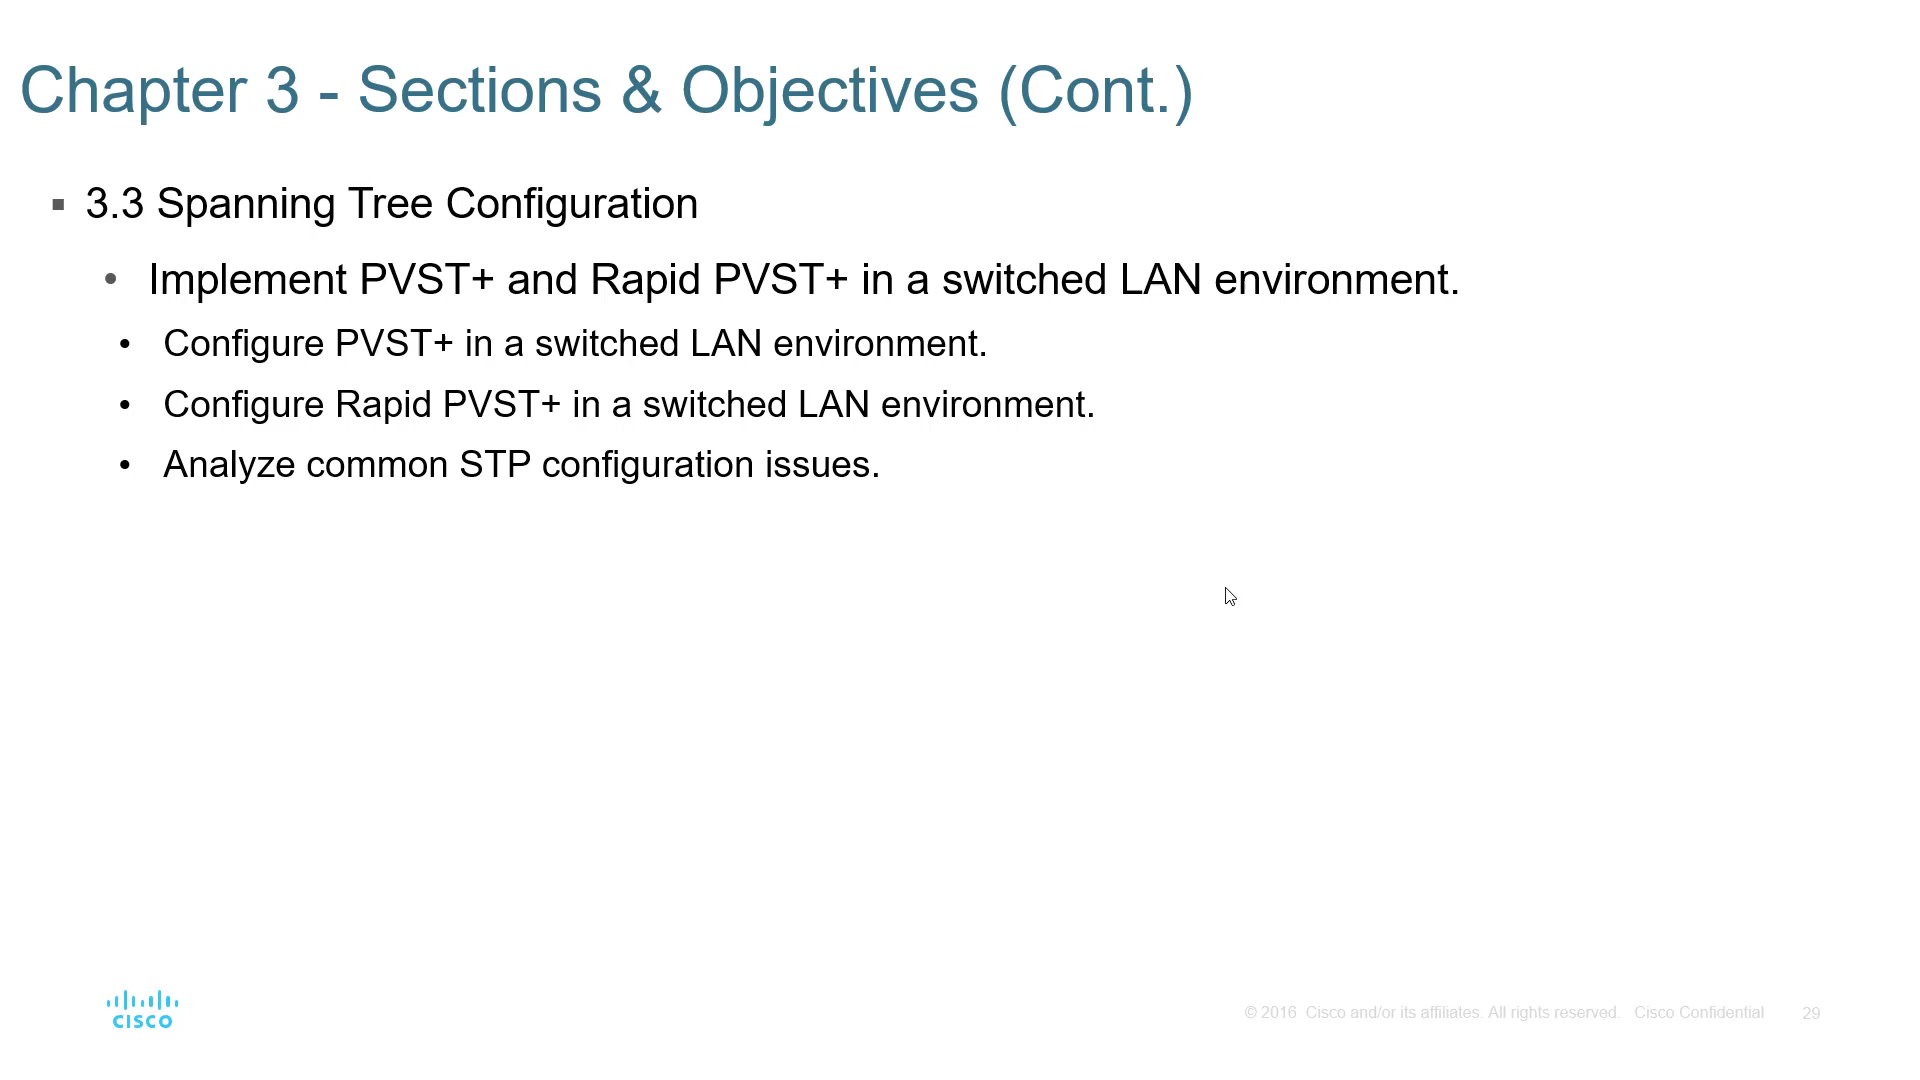 Chapter 3 - Sections & Objectives (Cont.)
▪ 3.3 Spanning Tree Configuration
• Implement PVST+ and Rapid PVST+ in a switched LAN environment.
• Configure PVST+ in a switched LAN environment.
• Configure Rapid PVST+ in a switched LAN environment.
• Analyze common STP configuration issues.
CISCO
© 2016 Cisco and/or its affiliates. All rights reserved. Cisco Confidential 29